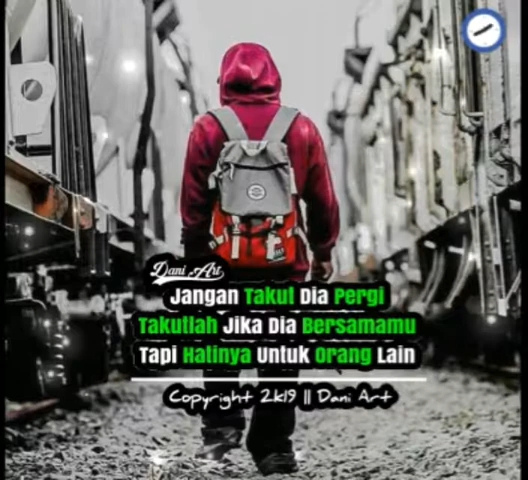 Dani Art
Jangan Takut Dia Pergi
Takutlah Jika Dia Bersamamu
Tapi Hatinya Untuk Orang Lain
Copyright 2k19 || Dani Art